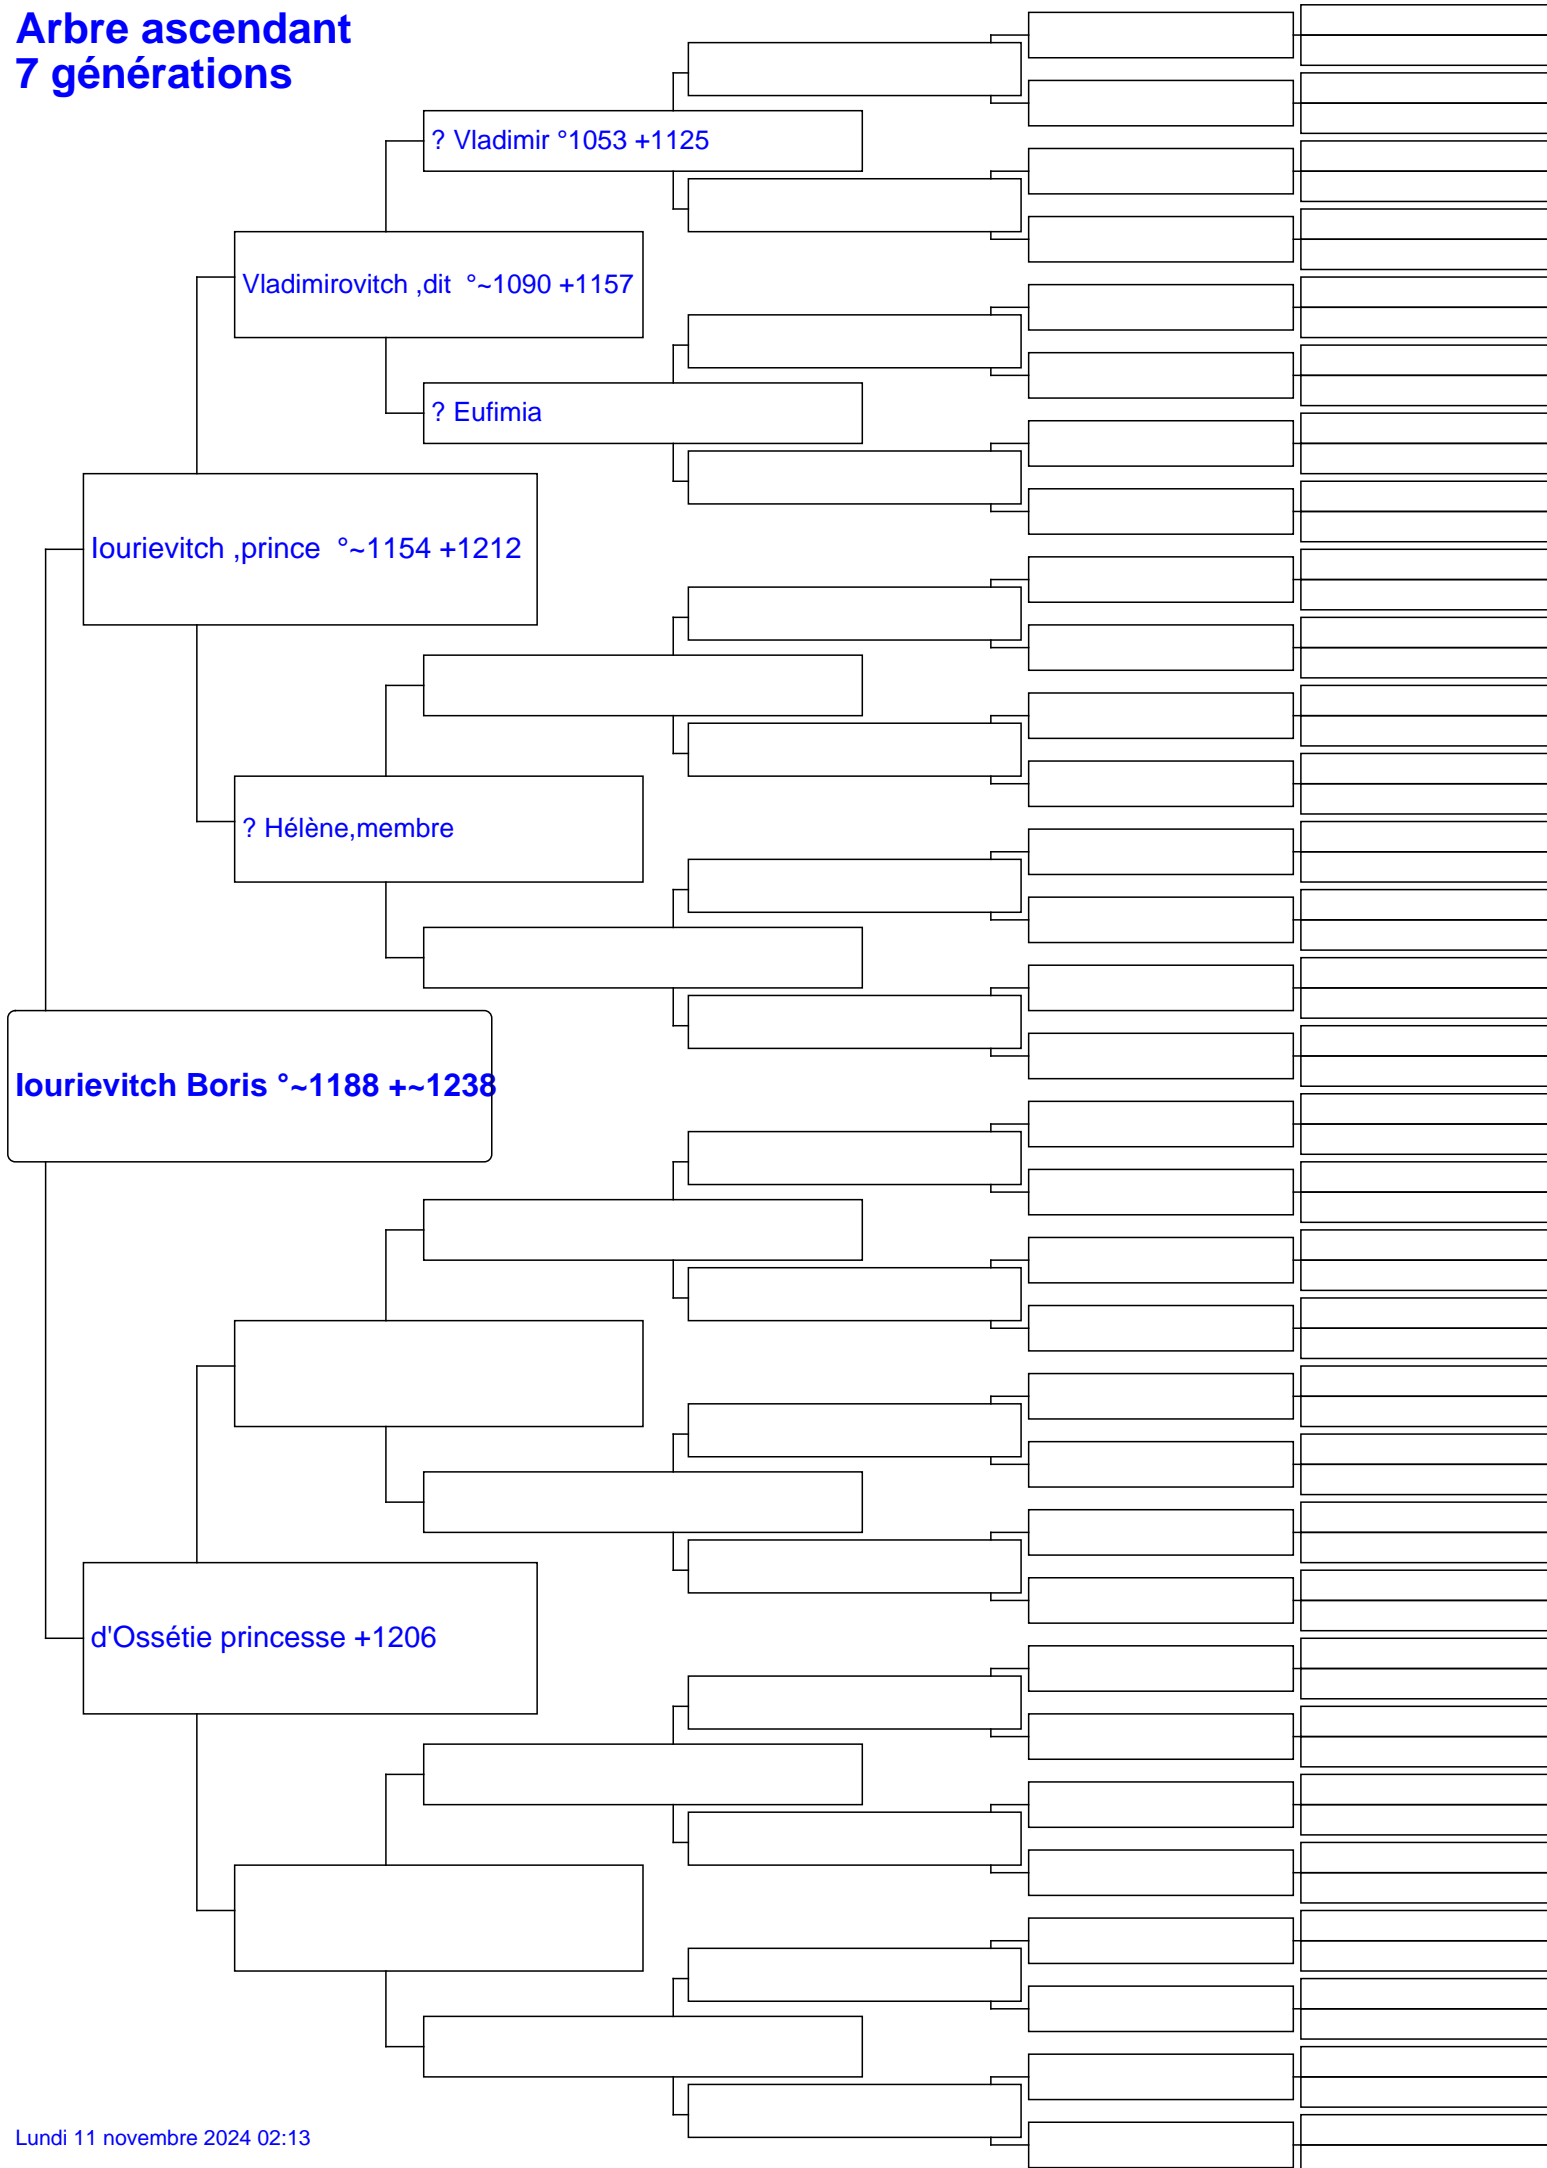 Arbre ascendant
7 générations
? Vladimir °1053 +1125
Vladimirovitch ,dit  °~1090 +1157
? Eufimia
Iourievitch ,prince  °~1154 +1212
? Hélène,membre
Iourievitch Boris °~1188 +~1238
d'Ossétie princesse +1206
Lundi 11 novembre 2024 02:13